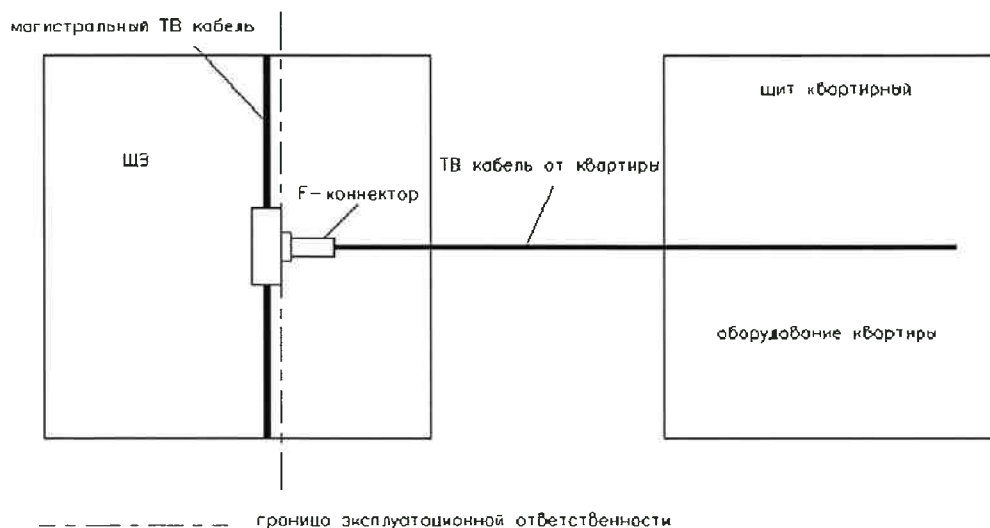 магистральный ТВ кабель
щит квартирный
ЩЭ
ТВ кабель от квартиры
F-коннектор
оборудование квартиры
граница эксплуатационной ответственности